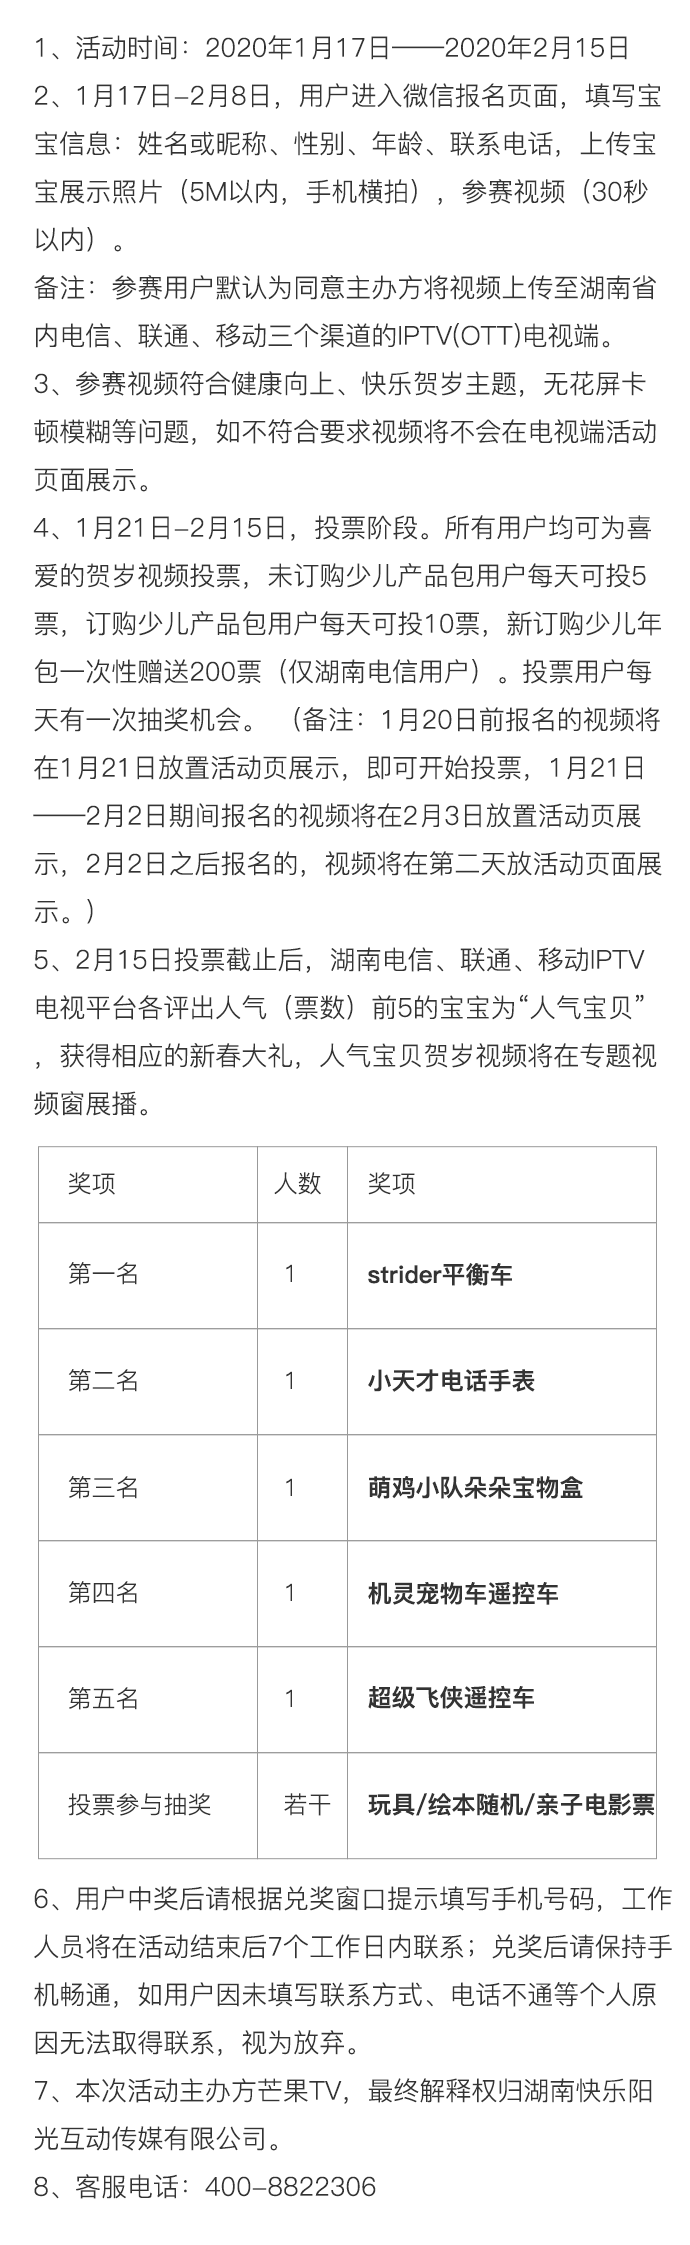 1、活动时间：2020年1月17日——2020年2月15日
2、1月17日-2月8日，用户进入微信报名页面，填写宝
宝信息：姓名或昵称、性别、年龄、联系电话，上传宝
宝展示照片（5M以内，手机横拍），参赛视频（30秒
以内）。
备注：参赛用户默认为同意主办方将视频上传至湖南省
内电信、联通、移动三个渠道的IPTV(OTT)电视端。
3、参赛视频符合健康向上、快乐贺岁主题，无花屏卡
顿模糊等问题，如不符合要求视频将不会在电视端活动
页面展示。
4、1月21日-2月15日，投票阶段。所有用户均可为喜
爱的贺岁视频投票，未订购少儿产品包用户每天可投5
票，订购少儿产品包用户每天可投10票，新订购少儿年
包一次性赠送200票（仅湖南电信用户）。投票用户每
天有一次抽奖机会。（备注：1月20日前报名的视频将
在1月21日放置活动页展示，即可开始投票，1月21日
——2月2日期间报名的视频将在2月3日放置活动页展
示，2月2日之后报名的，视频将在第二天放活动页面展
示。）
5、2月15日投票截止后，湖南电信、联通、移动IPTV
电视平台各评出人气（票数）前5的宝宝为“人气宝贝”
，获得相应的新春大礼，人气宝贝贺岁视频将在专题视
频窗展播。
奖项 人数 奖项
第一名 1 strider平衡车
第二名 1 小天才电话手表
第三名 1 萌鸡小队朵朵宝物盒
第四名 1 机灵宠物车遥控车
第五名 1 超级飞侠遥控车
投票参与抽奖 若干 玩具/绘本随机/亲子电影票
6、用户中奖后请根据兑奖窗口提示填写手机号码，工作
人员将在活动结束后7个工作日内联系；兑奖后请保持手
机畅通，如用户因未填写联系方式、电话不通等个人原
因无法取得联系，视为放弃。
7、本次活动主办方芒果TV，最终解释权归湖南快乐阳
光互动传媒有限公司。
8、客服电话：400-8822306